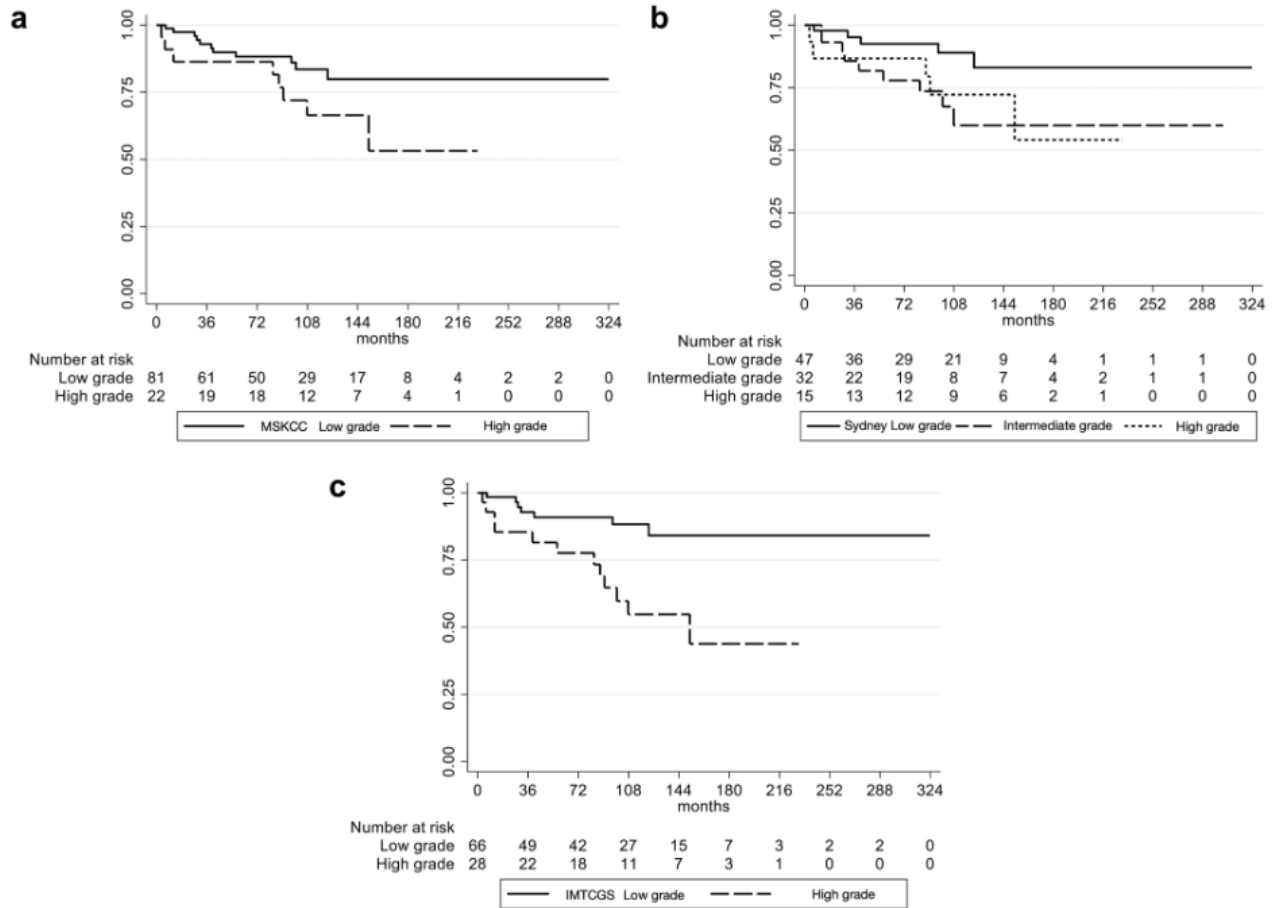 a
1.00
0.75
0.50
0.25
0.00
0 36 72 108 144 180 216 252 288 324
months
Number at risk
Low grade 81 61 50 29 17 8 4 2 2 0
High grade 22 19 18 12 7 4 1 0 0 0
MSKCC Low grade High grade
b
1.00
0.75
0.50
0.25
0.00
0 36 72 108 144 180 216 252 288 324
months
Number at risk
Low grade 47 36 29 21 9 4 1 1 1 0
Intermediate grade 32 22 19 8 7 4 2 1 1 0
High grade 15 13 12 9 6 2 1 0 0 0
Sydney Low grade Intermediate grade High grade
c
1.00
0.75
0.50
0.25
0.00
0 36 72 108 144 180 216 252 288 324
months
Number at risk
Low grade 66 49 42 27 15 7 3 2 2 0
High grade 28 22 18 11 7 3 1 0 0 0
IMTCGS Low grade High grade